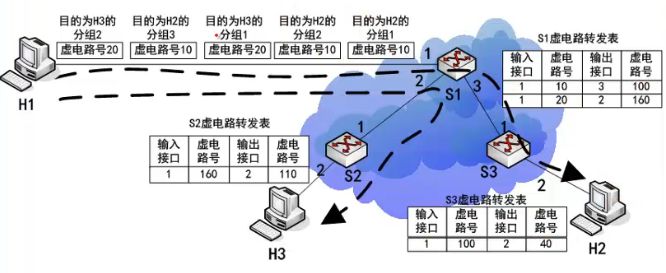 目的为H3的
分组2
目的为H2的
分组3
目的为H3的
分组1
目的为H2的
分组2
目的为H2的
分组1
虚电路号20
虚电路号10
虚电路号20
虚电路号10
虚电路号10
H1
1
2
3
S1
S1虚电路转发表
输入接口 虚电路号 输出接口 虚电路号
1 10 3 100
1 20 2 160
S2虚电路转发表
输入接口 虚电路号 输出接口 虚电路号
1 160 2 110
1
2
S2
1
2
S3
S3虚电路转发表
输入接口 虚电路号 输出接口 虚电路号
1 100 2 40
H3
H2